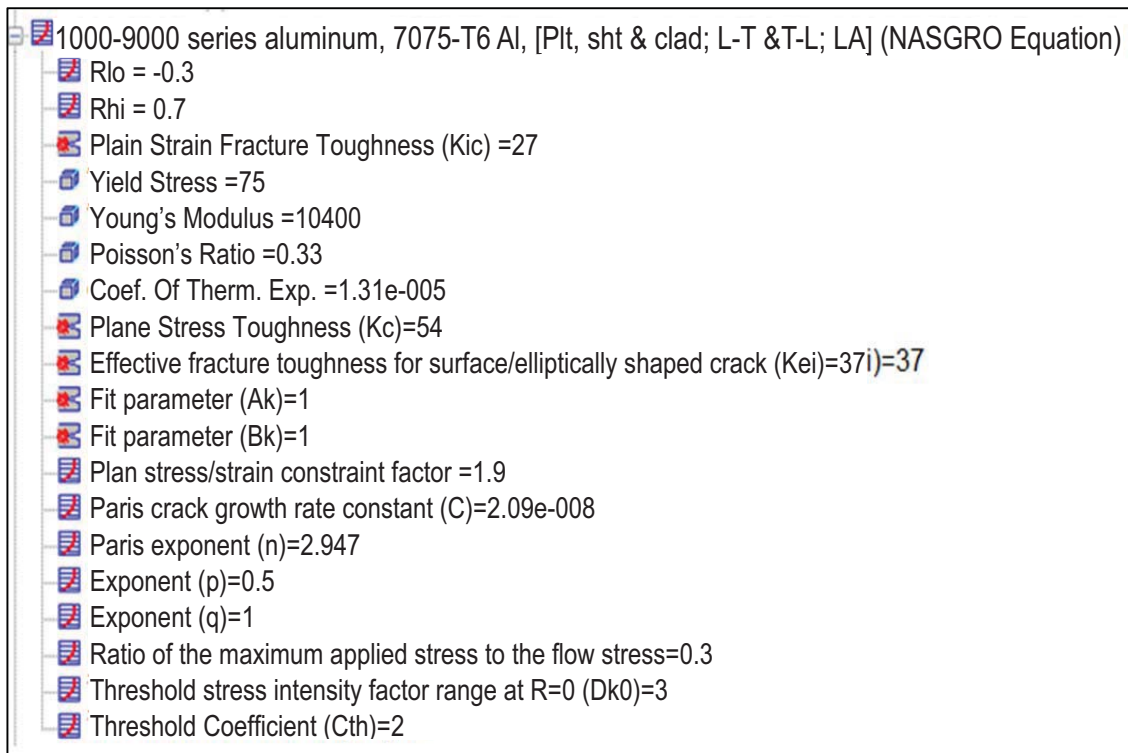 1000-9000 series aluminum, 7075-T6 Al, [Plt, sht & clad; L-T &T-L; LA] (NASGRO Equation)
Rlo = -0.3
Rhi = 0.7
Plain Strain Fracture Toughness (Kic) =27
Yield Stress =75
Young's Modulus =10400
Poisson's Ratio =0.33
Coef. Of Therm. Exp. =1.31e-005
Plane Stress Toughness (Kc)=54
Effective fracture toughness for surface/elliptically shaped crack (Kei)=37i)=37
Fit parameter (Ak)=1
Fit parameter (Bk)=1
Plan stress/strain constraint factor =1.9
Paris crack growth rate constant (C)=2.09e-008
Paris exponent (n)=2.947
Exponent (p)=0.5
Exponent (q)=1
Ratio of the maximum applied stress to the flow stress=0.3
Threshold stress intensity factor range at R=0 (Dk0)=3
Threshold Coefficient (Cth)=2